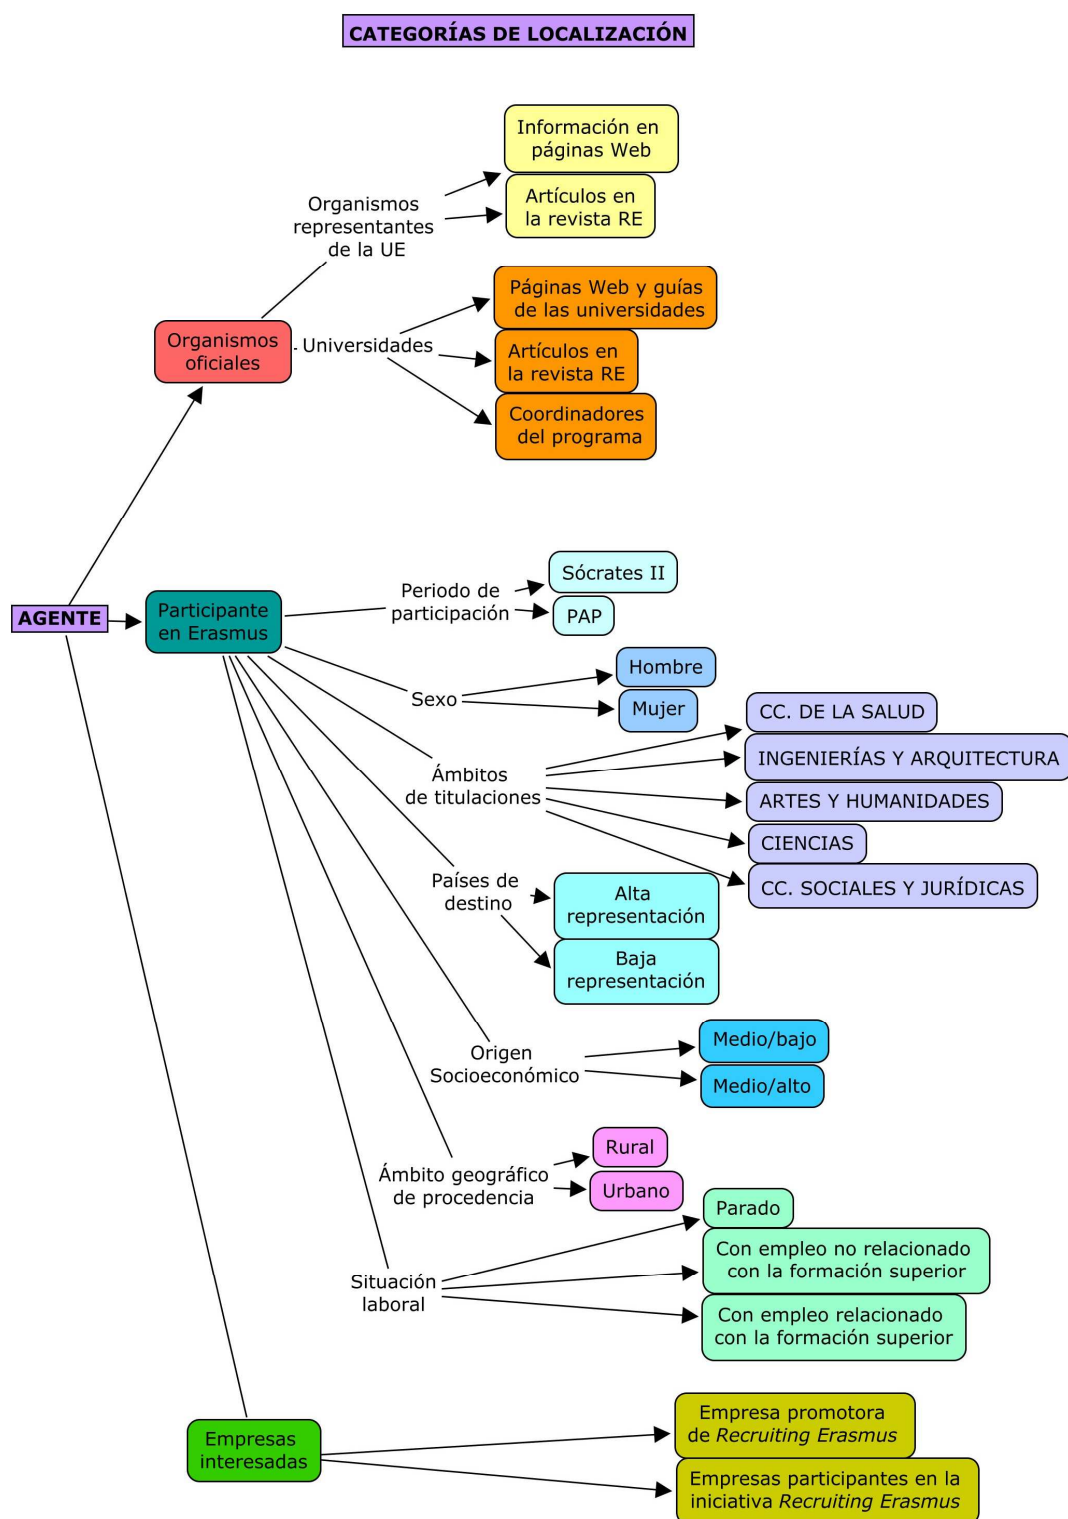 CATEGORÍAS DE LOCALIZACIÓN
Información en
páginas Web
Artículos en
la revista RE
Organismos
representantes
de la UE
Páginas Web y guías
de las universidades
Organismos
oficiales
Universidades
Artículos en
la revista RE
Coordinadores
del programa
AGENTE
Participante
en Erasmus
Periodo de
participación
Sócrates II
PAP
Sexo
Hombre
Mujer
Ámbitos
de titulaciones
CC. DE LA SALUD
INGENIERÍAS Y ARQUITECTURA
ARTES Y HUMANIDADES
CIENCIAS
CC. SOCIALES Y JURÍDICAS
Países de
destino
Alta
representación
Baja
representación
Origen
Socioeconómico
Medio/bajo
Medio/alto
Ámbito geográfico
de procedencia
Rural
Urbano
Situación
laboral
Parado
Con empleo no relacionado
con la formación superior
Con empleo relacionado
con la formación superior
Empresas
interesadas
Empresa promotora
de Recruiting Erasmus
Empresas participantes en la
iniciativa Recruiting Erasmus